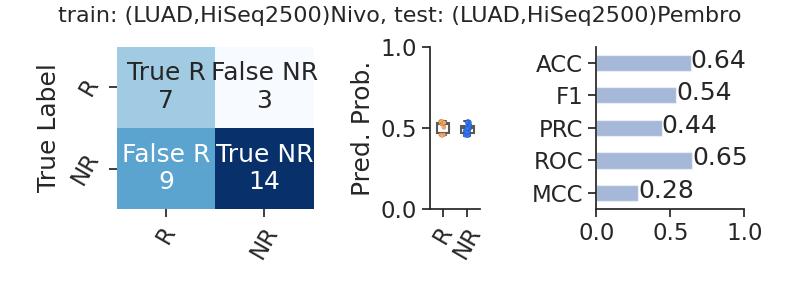 train: (LUAD,HiSeq2500)Nivo, test: (LUAD,HiSeq2500)Pembro
True Label
R
NR
True R
7
False NR
3
False R
9
True NR
14
R
NR
Pred. Prob.
1.0
0.5
0.0
R
NR
ACC
0.64
F1
0.54
PRC
0.44
ROC
0.65
MCC
0.28
0.0
0.5
1.0